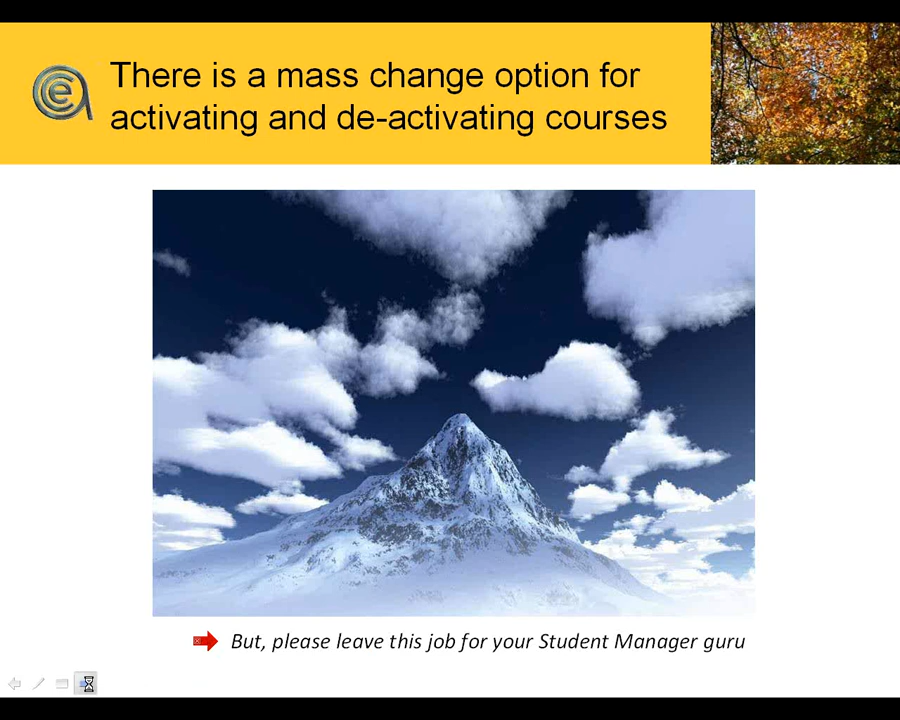 There is a mass change option for
activating and de-activating courses
But, please leave this job for your Student Manager guru